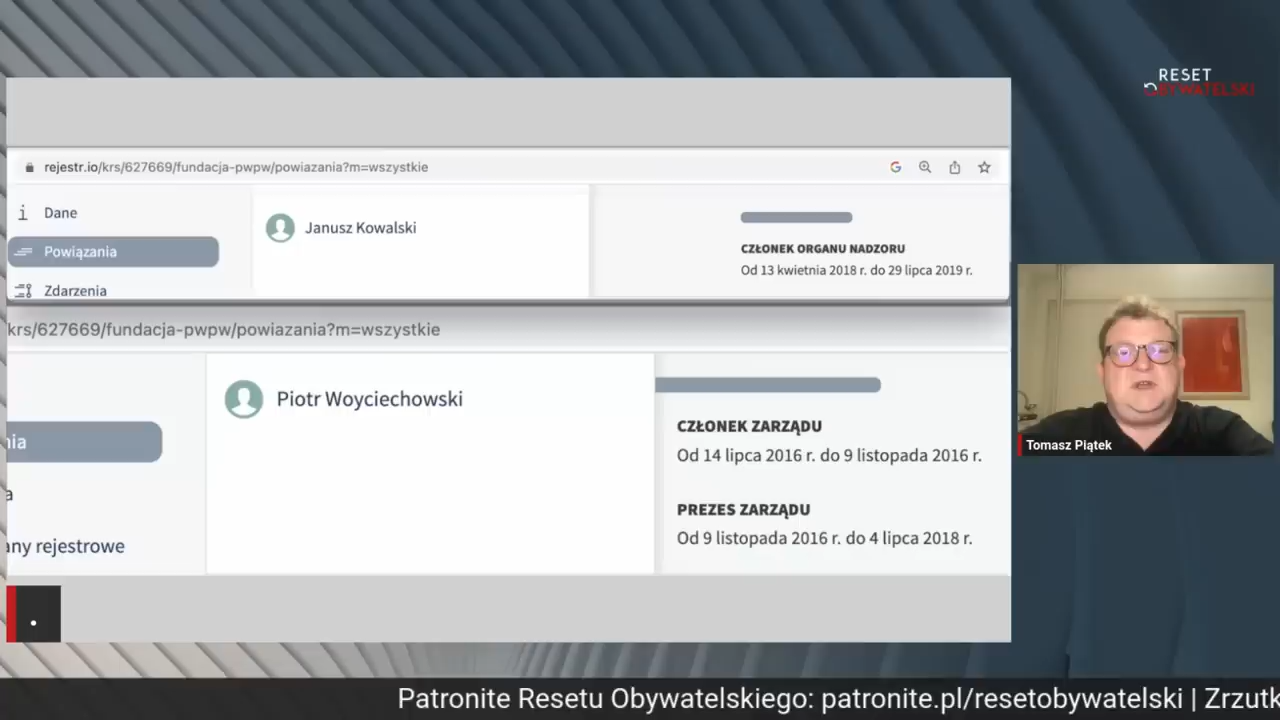 RESET
OBYWATELSKI
rejestr.io/krs/627669/fundacja-pwpw/powiazania?m=wszystkie
Dane
Powiązania
Zdarzenia
Janusz Kowalski
CZŁONEK ORGANU NADZORU
Od 13 kwietnia 2018 r. do 29 lipca 2019 r.
krs/627669/fundacja-pwpw/powiazania?m=wszystkie
nia
a
any rejestrowe
Piotr Woyciechowski
CZŁONEK ZARZĄDU
Od 14 lipca 2016 r. do 9 listopada 2016 r.
PREZES ZARZĄDU
Od 9 listopada 2016 r. do 4 lipca 2018 r.
Tomasz Piątek
.
Patronite Resetu Obywatelskiego: patronite.pl/resetobywatelski | Zrzutk